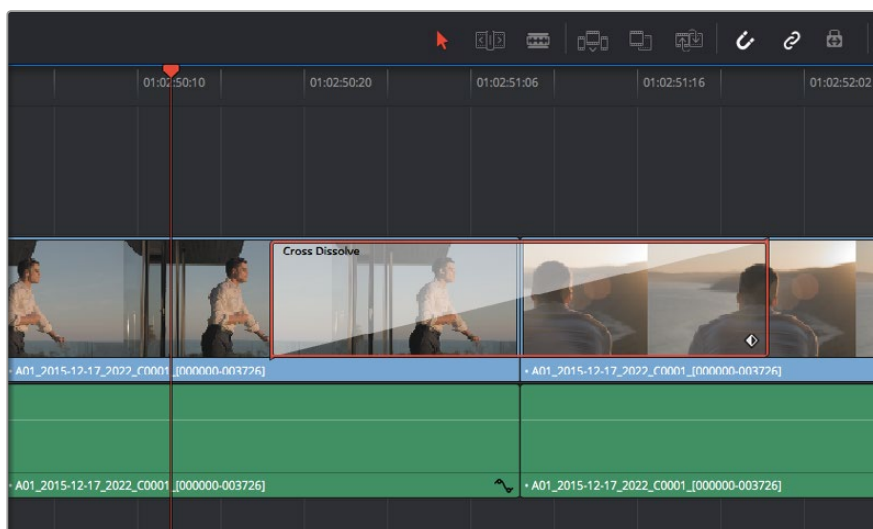 01:02:50:10 01:02:50:20 01:02:51:06 01:02:51:16 01:02:52:02
Cross Dissolve
A01_2015-12-17_2022_C0001_[000000-003726] • A01_2015-12-17_2022_C0001_[000000-003726]
• A01_2015-12-17_2022_C0001_[000000-003726] • A01_2015-12-17_2022_C0001_[000000-003726]